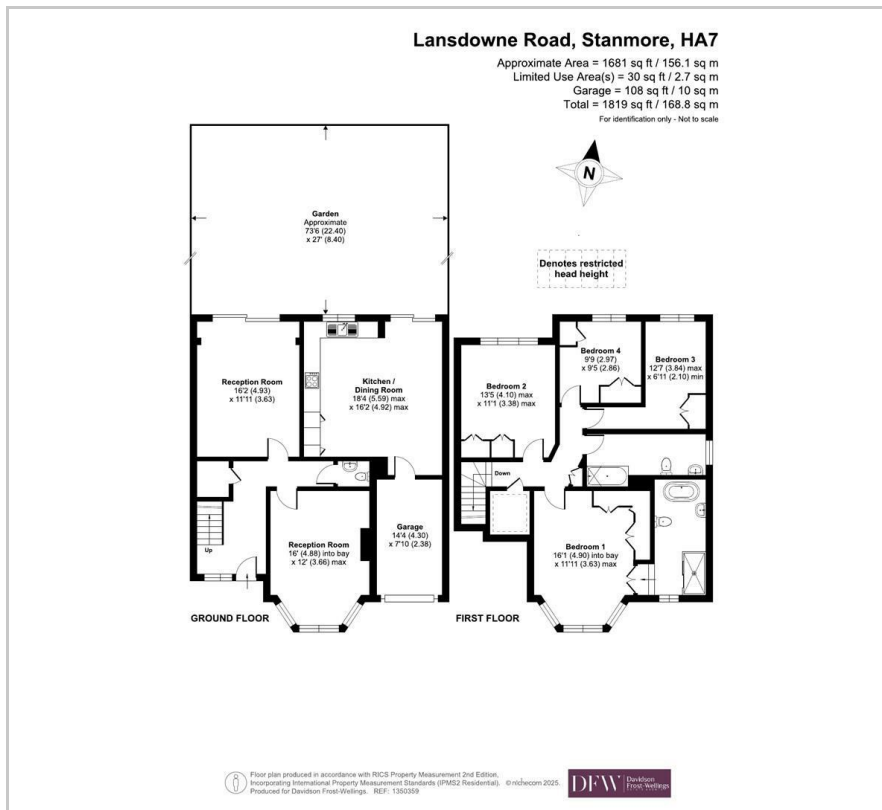 Lansdowne Road, Stanmore, HA7
Approximate Area = 1681 sq ft / 156.1 sq m
Limited Use Area(s) = 30 sq ft / 2.7 sq m
Garage = 108 sq ft / 10 sq m
Total = 1819 sq ft / 168.8 sq m
For identification only - Not to scale
N
Garden
Approximate
73'6 (22.40)
x 27' (8.40)
Denotes restricted
head height
Reception Room
16'2 (4.93)
x 11'11 (3.63)
Kitchen /
Dining Room
18'4 (5.59) max
x 16'2 (4.92) max
Bedroom 2
13'5 (4.10) max
x 11'1 (3.38) max
Bedroom 4
9'9 (2.97)
x 9'5 (2.86)
Bedroom 3
12'7 (3.84) max
x 6'11 (2.10) min
Down
Up
Reception Room
16' (4.88) into bay
x 12' (3.66) max
Garage
14'4 (4.30)
x 7'10 (2.38)
Bedroom 1
16'1 (4.90) into bay
x 11'11 (3.63) max
GROUND FLOOR
FIRST FLOOR
Floor plan produced in accordance with RICS Property Measurement 2nd Edition,
Incorporating International Property Measurement Standards (IPMS2 Residential). © nichecom 2025.
Produced for Davidson Frost-Wellings. REF: 1350359
DFW
Davidson
Frost-Wellings